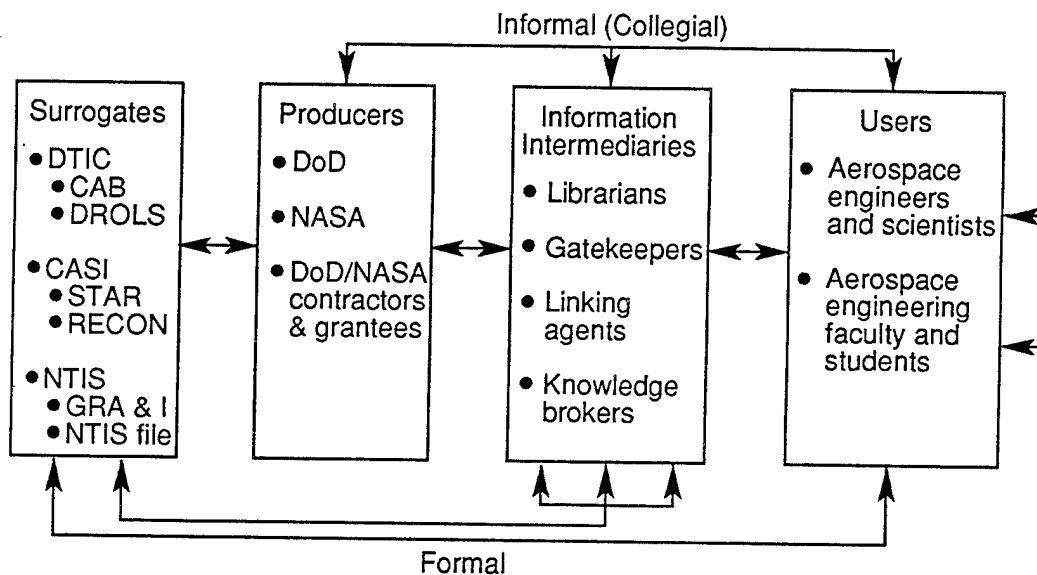 Informal (Collegial)
Surrogates
• DTIC
• CAB
• DROLS
• CASI
• STAR
• RECON
• NTIS
• GRA & I
• NTIS file
Producers
• DoD
• NASA
• DoD/NASA
contractors
& grantees
Information
Intermediaries
• Librarians
• Gatekeepers
• Linking
agents
• Knowledge
brokers
Users
• Aerospace
engineers
and scientists
• Aerospace
engineering
faculty and
students
Formal